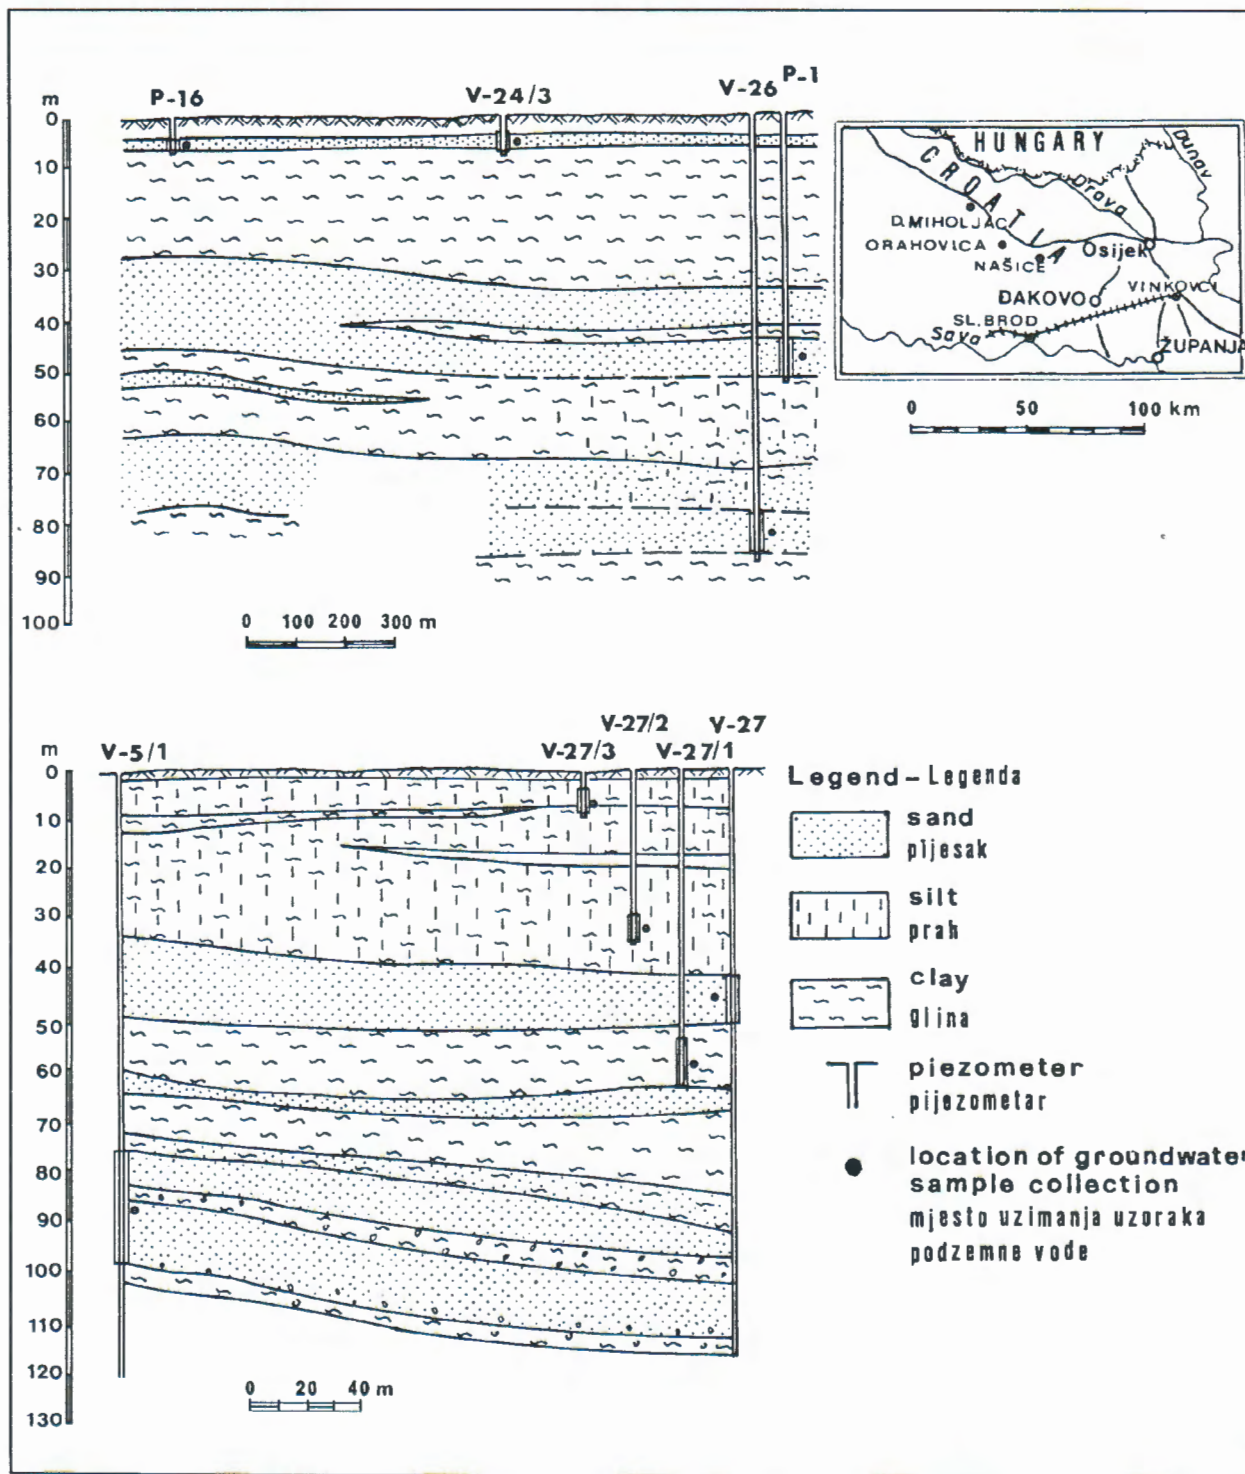 P-16 V-24/3 V-26 P-1
m
0
10
20
30
40
50
60
70
80
90
100
0 100 200 300 m
HUNGARY
CROATIA
Dunav
Drava
D.MIHOLJAC
ORAHOVICA
NAŠICE
Osijek
VINKOVCI
ĐAKOVO
SL.BROD
Sava
ŽUPANJA
0 50 100 km
V-27/2 V-27
V-5/1 V-27/3 V-27/1
m
0
10
20
30
40
50
60
70
80
90
100
110
120
130
0 20 40 m
Legend – Legenda
sand
pijesak
silt
prah
clay
glina
piezometer
pijezometar
location of groundwater
sample collection
mjesto uzimanja uzoraka
podzemne vode